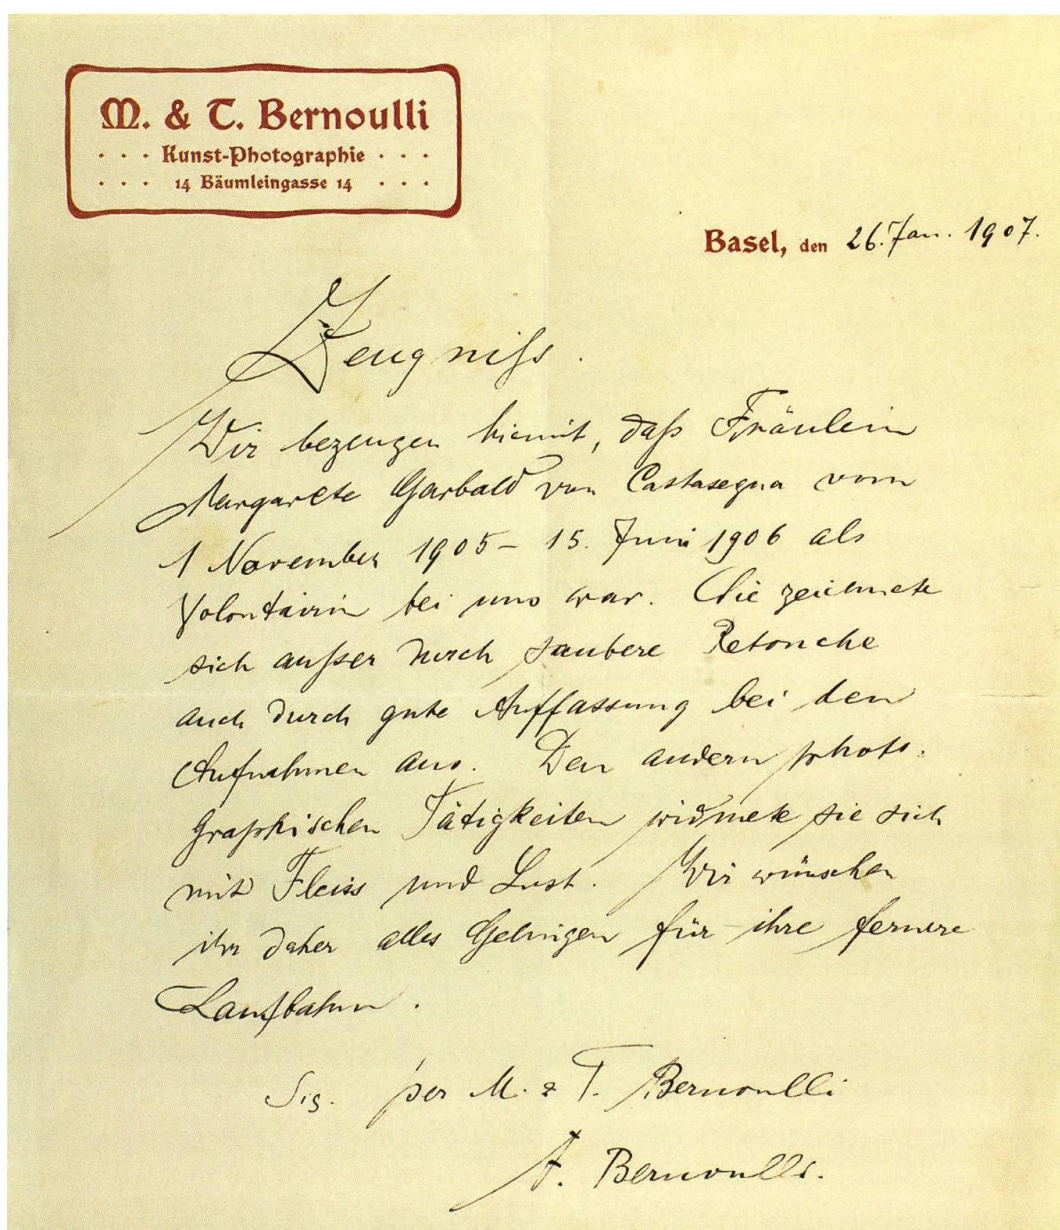 M. & T. Bernoulli
· · · Kunst-Photographie · · ·
· · · 14 Bäumleingasse 14 · · ·
Basel, den 26. Jan. 1907.
Zeugniss.
Wir bezeugen hiemit, daß Fräulein
Margarete Garbald von Castasegna vom
1 November 1905 – 15. Juni 1906 als
Volontairin bei uns war. Sie zeichnete
sich außer durch saubere Retouche
auch durch gute Auffassung bei den
Aufnahmen aus. Den andern photo-
graphischen Tätigkeiten widmete sie sich
mit Fleiss und Lust. Wir wünschen
ihr daher alles Gelingen für ihre fernere
Laufbahn.
Sig. per M. & T. Bernoulli
A. Bernoulli.